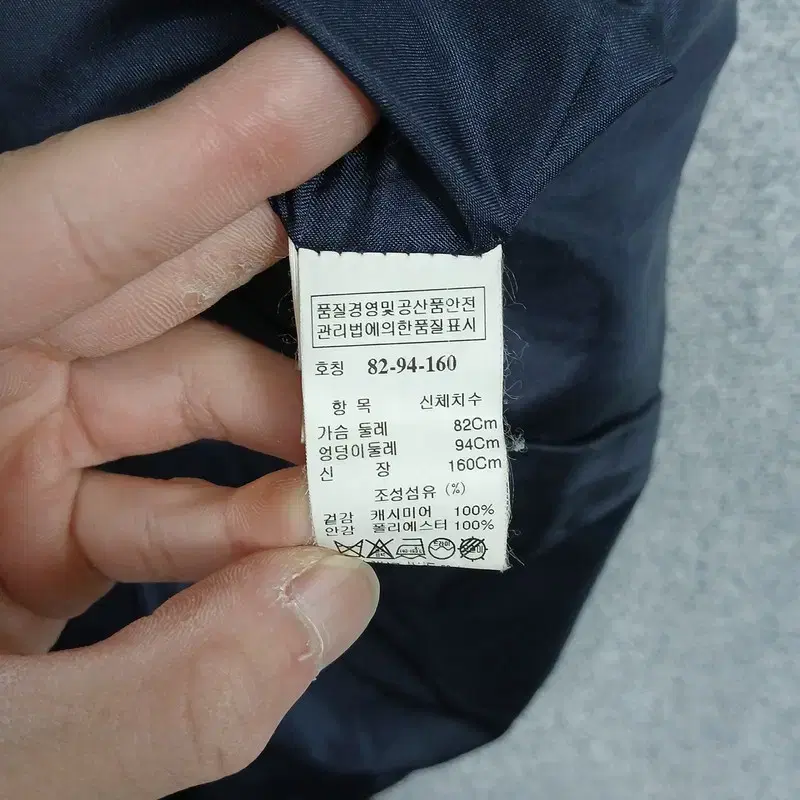 품질경영및공산품안전
관리법에의한품질표시
호칭 82-94-160
항 목 신체치수
가슴 둘레 82Cm
엉덩이둘레 94Cm
신 장 160Cm
조성섬유 (%)
겉감 캐시미어 100%
안감 폴리에스터 100%
드라이